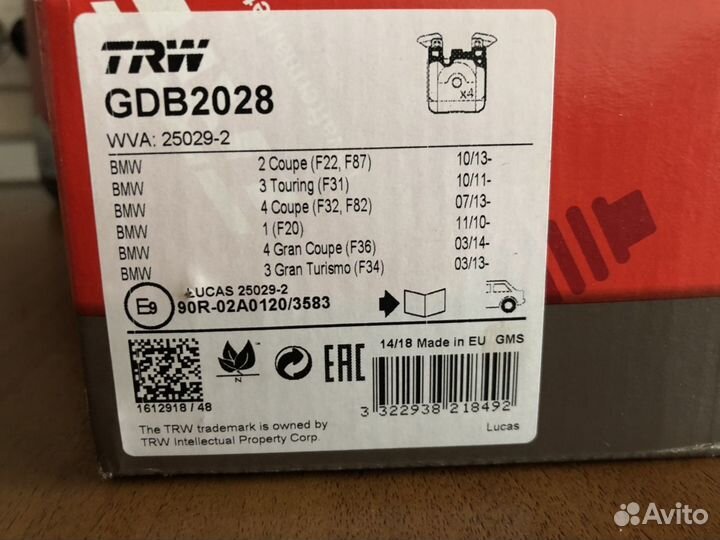 TRW
GDB2028
WVA: 25029-2
x4
BMW 2 Coupe (F22, F87) 10/13-
BMW 3 Touring (F31) 10/11-
BMW 4 Coupe (F32, F82) 07/13-
BMW 1 (F20) 11/10-
BMW 4 Gran Coupe (F36) 03/14-
BMW 3 Gran Turismo (F34) 03/13-
LUCAS 25029-2
E9 90R-02A0120/3583
14/18 Made in EU GMS
N
EAC
1612918 / 48
3 322938 218492
The TRW trademark is owned by
TRW Intellectual Property Corp.
Lucas
Avito